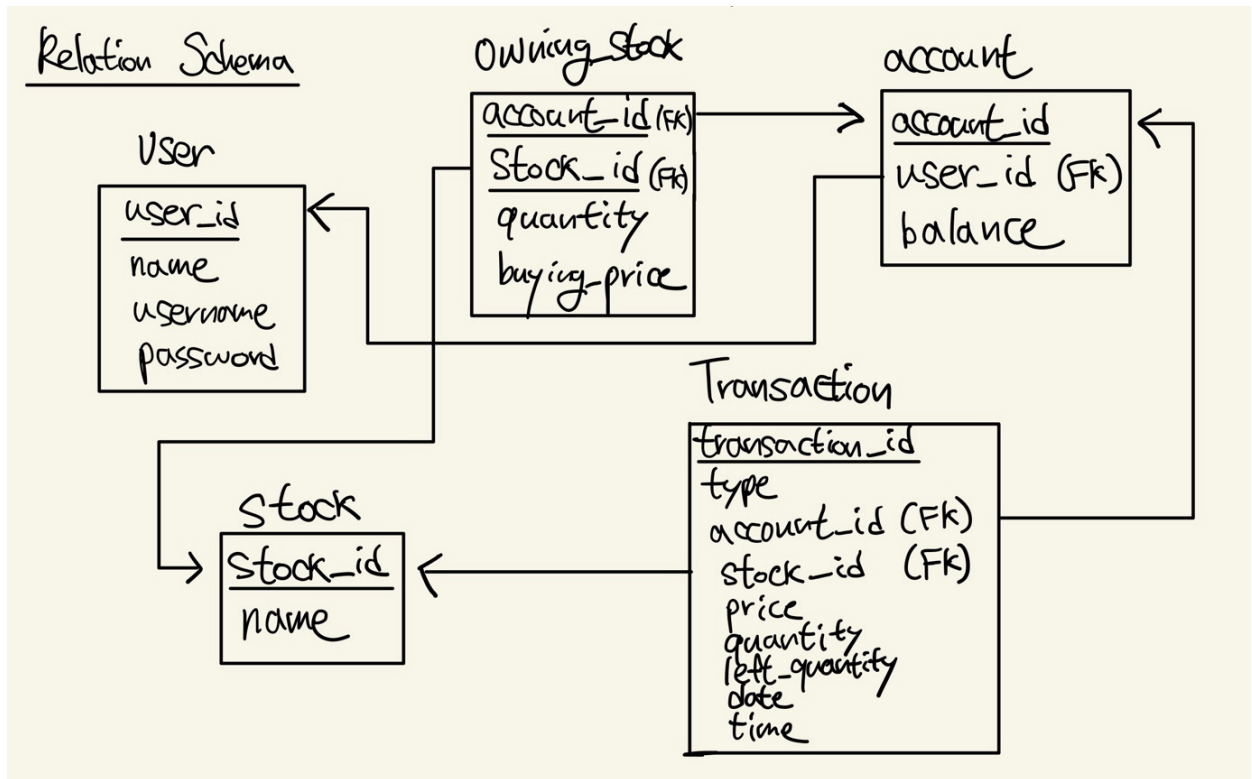 Relation Schema
User
user_id
name
username
password
Owning_stock
account_id (FK)
Stock_id (FK)
quantity
buying_price
account
account_id
user_id (FK)
balance
Stock
Stock_id
name
Transaction
transaction_id
type
account_id (FK)
stock_id (FK)
price
quantity
left_quantity
date
time